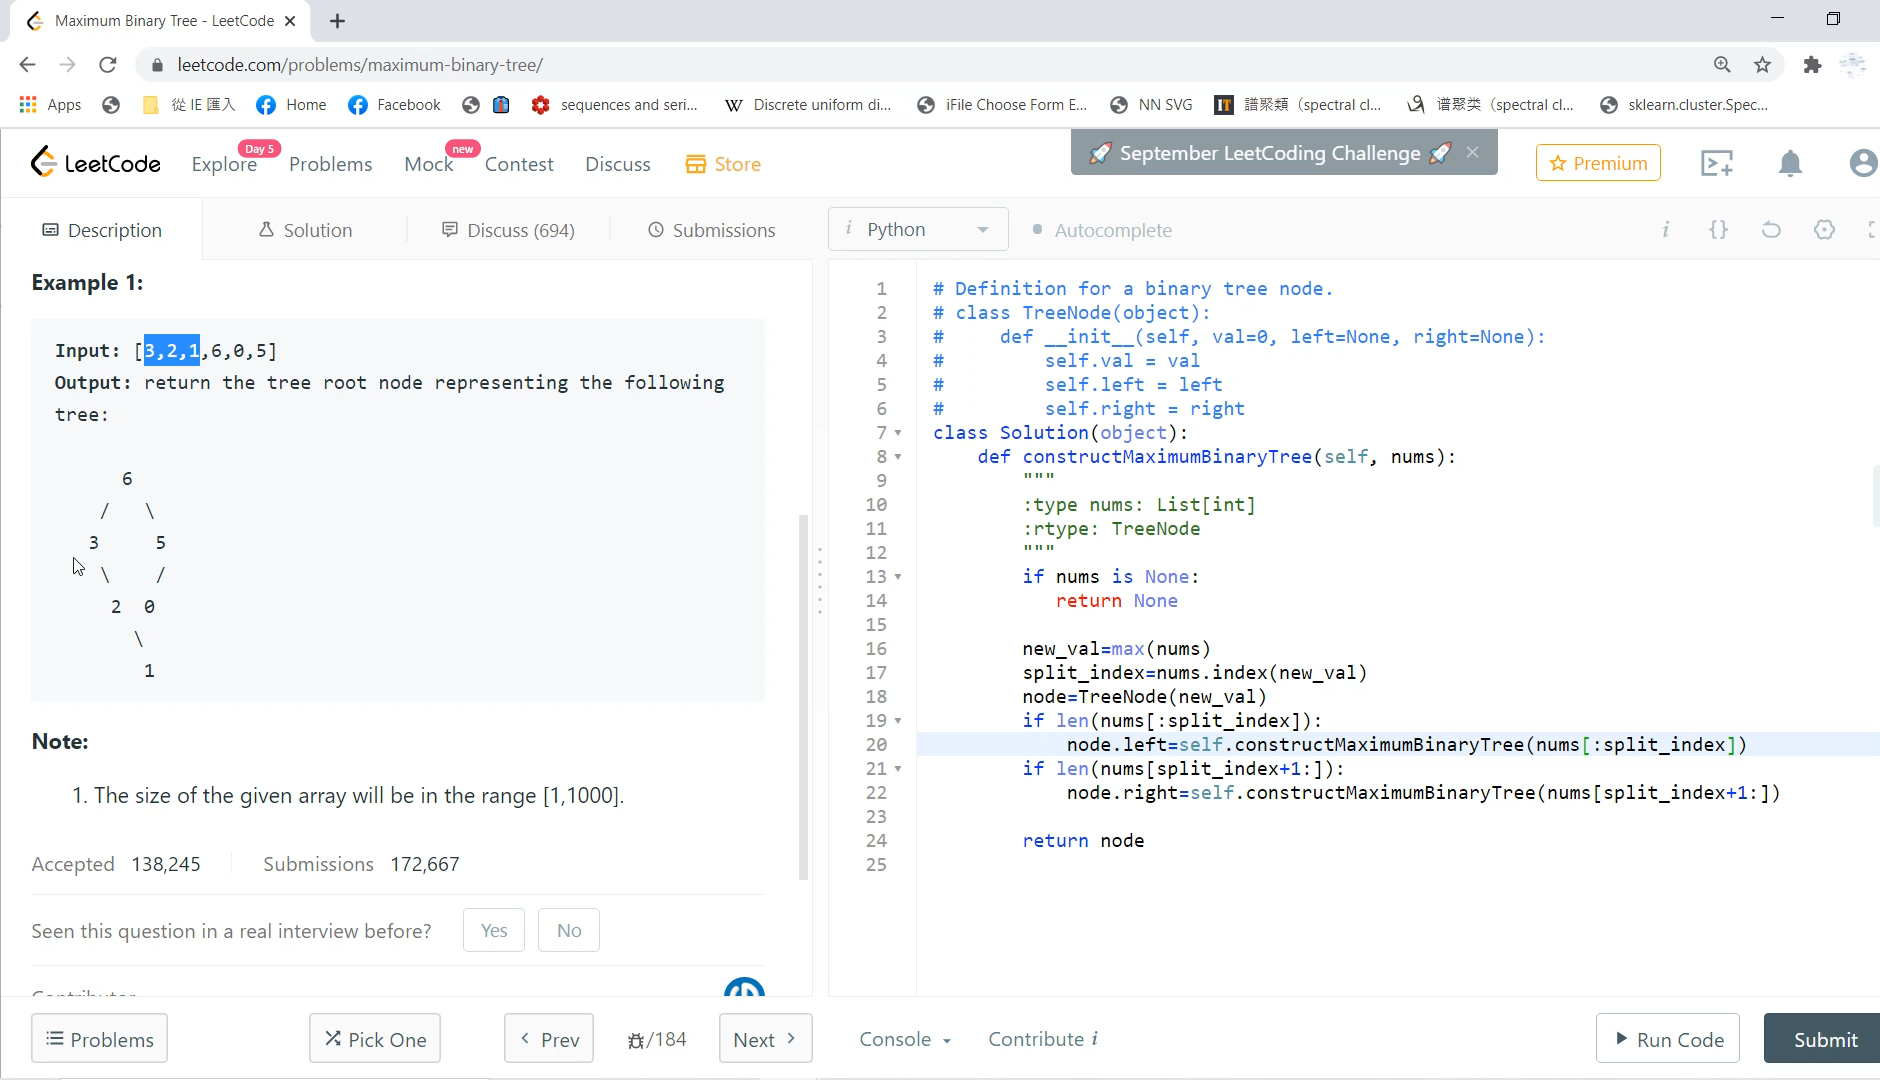 Maximum Binary Tree - LeetCode
leetcode.com/problems/maximum-binary-tree/
Apps
從 IE 匯入
Home
Facebook
sequences and seri...
W Discrete uniform di...
iFile Choose Form E...
NN SVG
IT 譜聚類 (spectral cl...
谱聚类 (spectral cl...
sklearn.cluster.Spec...
LeetCode
Explore
Day 5
Problems
Mock
new
Contest
Discuss
Store
September LeetCoding Challenge
Premium
Description
Solution
Discuss (694)
Submissions
i Python
Autocomplete
i {}
Example 1:
Input: [3,2,1,6,0,5]
Output: return the tree root node representing the following
tree:
6
/ \
3 5
\ /
2 0
\
1
Note:
1. The size of the given array will be in the range [1,1000].
Accepted 138,245
Submissions 172,667
Seen this question in a real interview before?
Yes
No
1 # Definition for a binary tree node.
2 # class TreeNode(object):
3 #     def __init__(self, val=0, left=None, right=None):
4 #         self.val = val
5 #         self.left = left
6 #         self.right = right
7 class Solution(object):
8     def constructMaximumBinaryTree(self, nums):
9         """
10         :type nums: List[int]
11         :rtype: TreeNode
12         """
13         if nums is None:
14            return None
15
16         new_val=max(nums)
17         split_index=nums.index(new_val)
18         node=TreeNode(new_val)
19         if len(nums[:split_index]):
20             node.left=self.constructMaximumBinaryTree(nums[:split_index])
21         if len(nums[split_index+1:]):
22             node.right=self.constructMaximumBinaryTree(nums[split_index+1:])
23
24         return node
25
Problems
Pick One
Prev
/184
Next
Console
Contribute i
Run Code
Submit